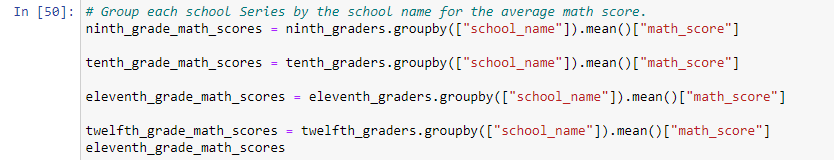 In [50]: # Group each school Series by the school name for the average math score.
ninth_grade_math_scores = ninth_graders.groupby(["school_name"]).mean()["math_score"]
tenth_grade_math_scores = tenth_graders.groupby(["school_name"]).mean()["math_score"]
eleventh_grade_math_scores = eleventh_graders.groupby(["school_name"]).mean()["math_score"]
twelfth_grade_math_scores = twelfth_graders.groupby(["school_name"]).mean()["math_score"]
eleventh_grade_math_scores